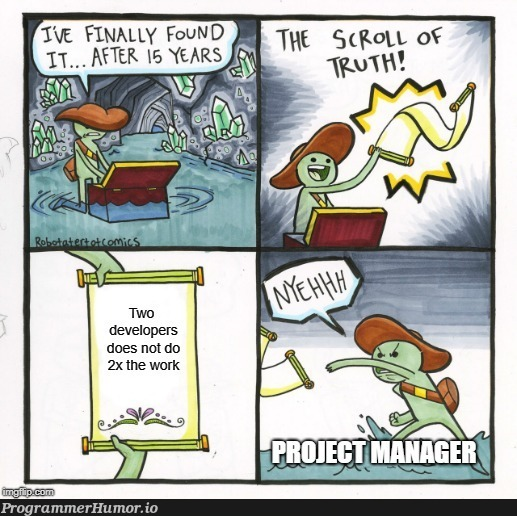 I'VE FINALLY FOUND
IT... AFTER 15 YEARS
THE SCROLL OF
TRUTH!
Robotatertotcomics
Two
developers
does not do
2x the work
NYEHHH
PROJECT MANAGER
imgflip.com
ProgrammerHumor.io